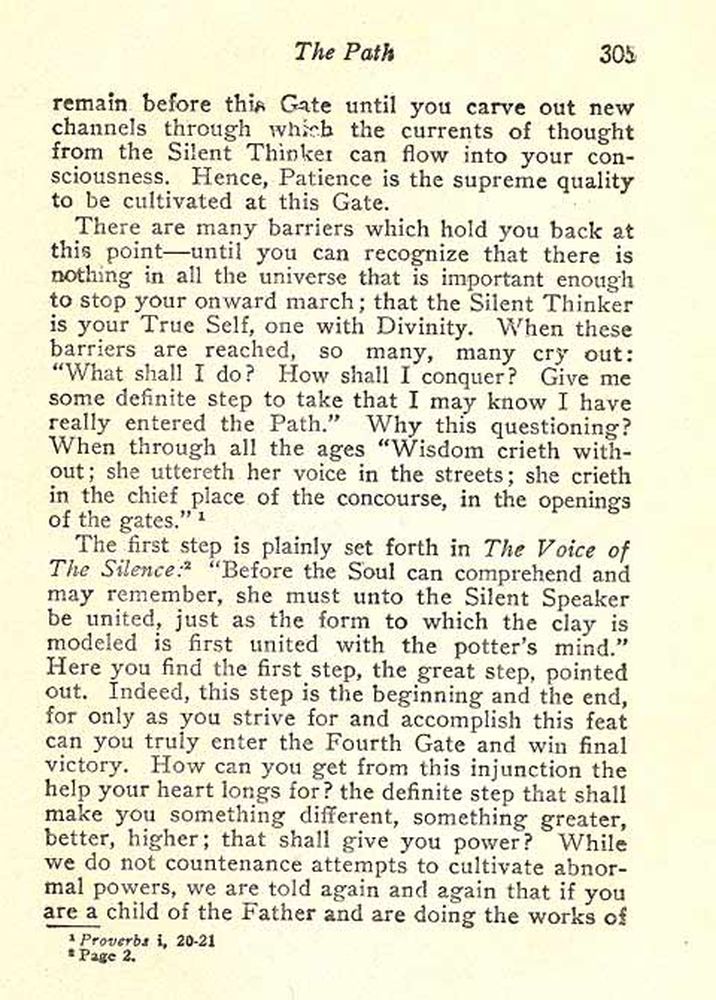 The Path 305
remain before this Gate until you carve out new
channels through which the currents of thought
from the Silent Thinker can flow into your con-
sciousness. Hence, Patience is the supreme quality
to be cultivated at this Gate.
There are many barriers which hold you back at
this point—until you can recognize that there is
nothing in all the universe that is important enough
to stop your onward march; that the Silent Thinker
is your True Self, one with Divinity. When these
barriers are reached, so many, many cry out:
“What shall I do? How shall I conquer? Give me
some definite step to take that I may know I have
really entered the Path.” Why this questioning?
When through all the ages “Wisdom crieth with-
out; she uttereth her voice in the streets; she crieth
in the chief place of the concourse, in the openings
of the gates.” ¹
The first step is plainly set forth in The Voice of
The Silence:² “Before the Soul can comprehend and
may remember, she must unto the Silent Speaker
be united, just as the form to which the clay is
modeled is first united with the potter’s mind.”
Here you find the first step, the great step, pointed
out. Indeed, this step is the beginning and the end,
for only as you strive for and accomplish this feat
can you truly enter the Fourth Gate and win final
victory. How can you get from this injunction the
help your heart longs for? the definite step that shall
make you something different, something greater,
better, higher; that shall give you power? While
we do not countenance attempts to cultivate abnor-
mal powers, we are told again and again that if you
are a child of the Father and are doing the works of
¹ Proverbs i, 20-21
² Page 2.